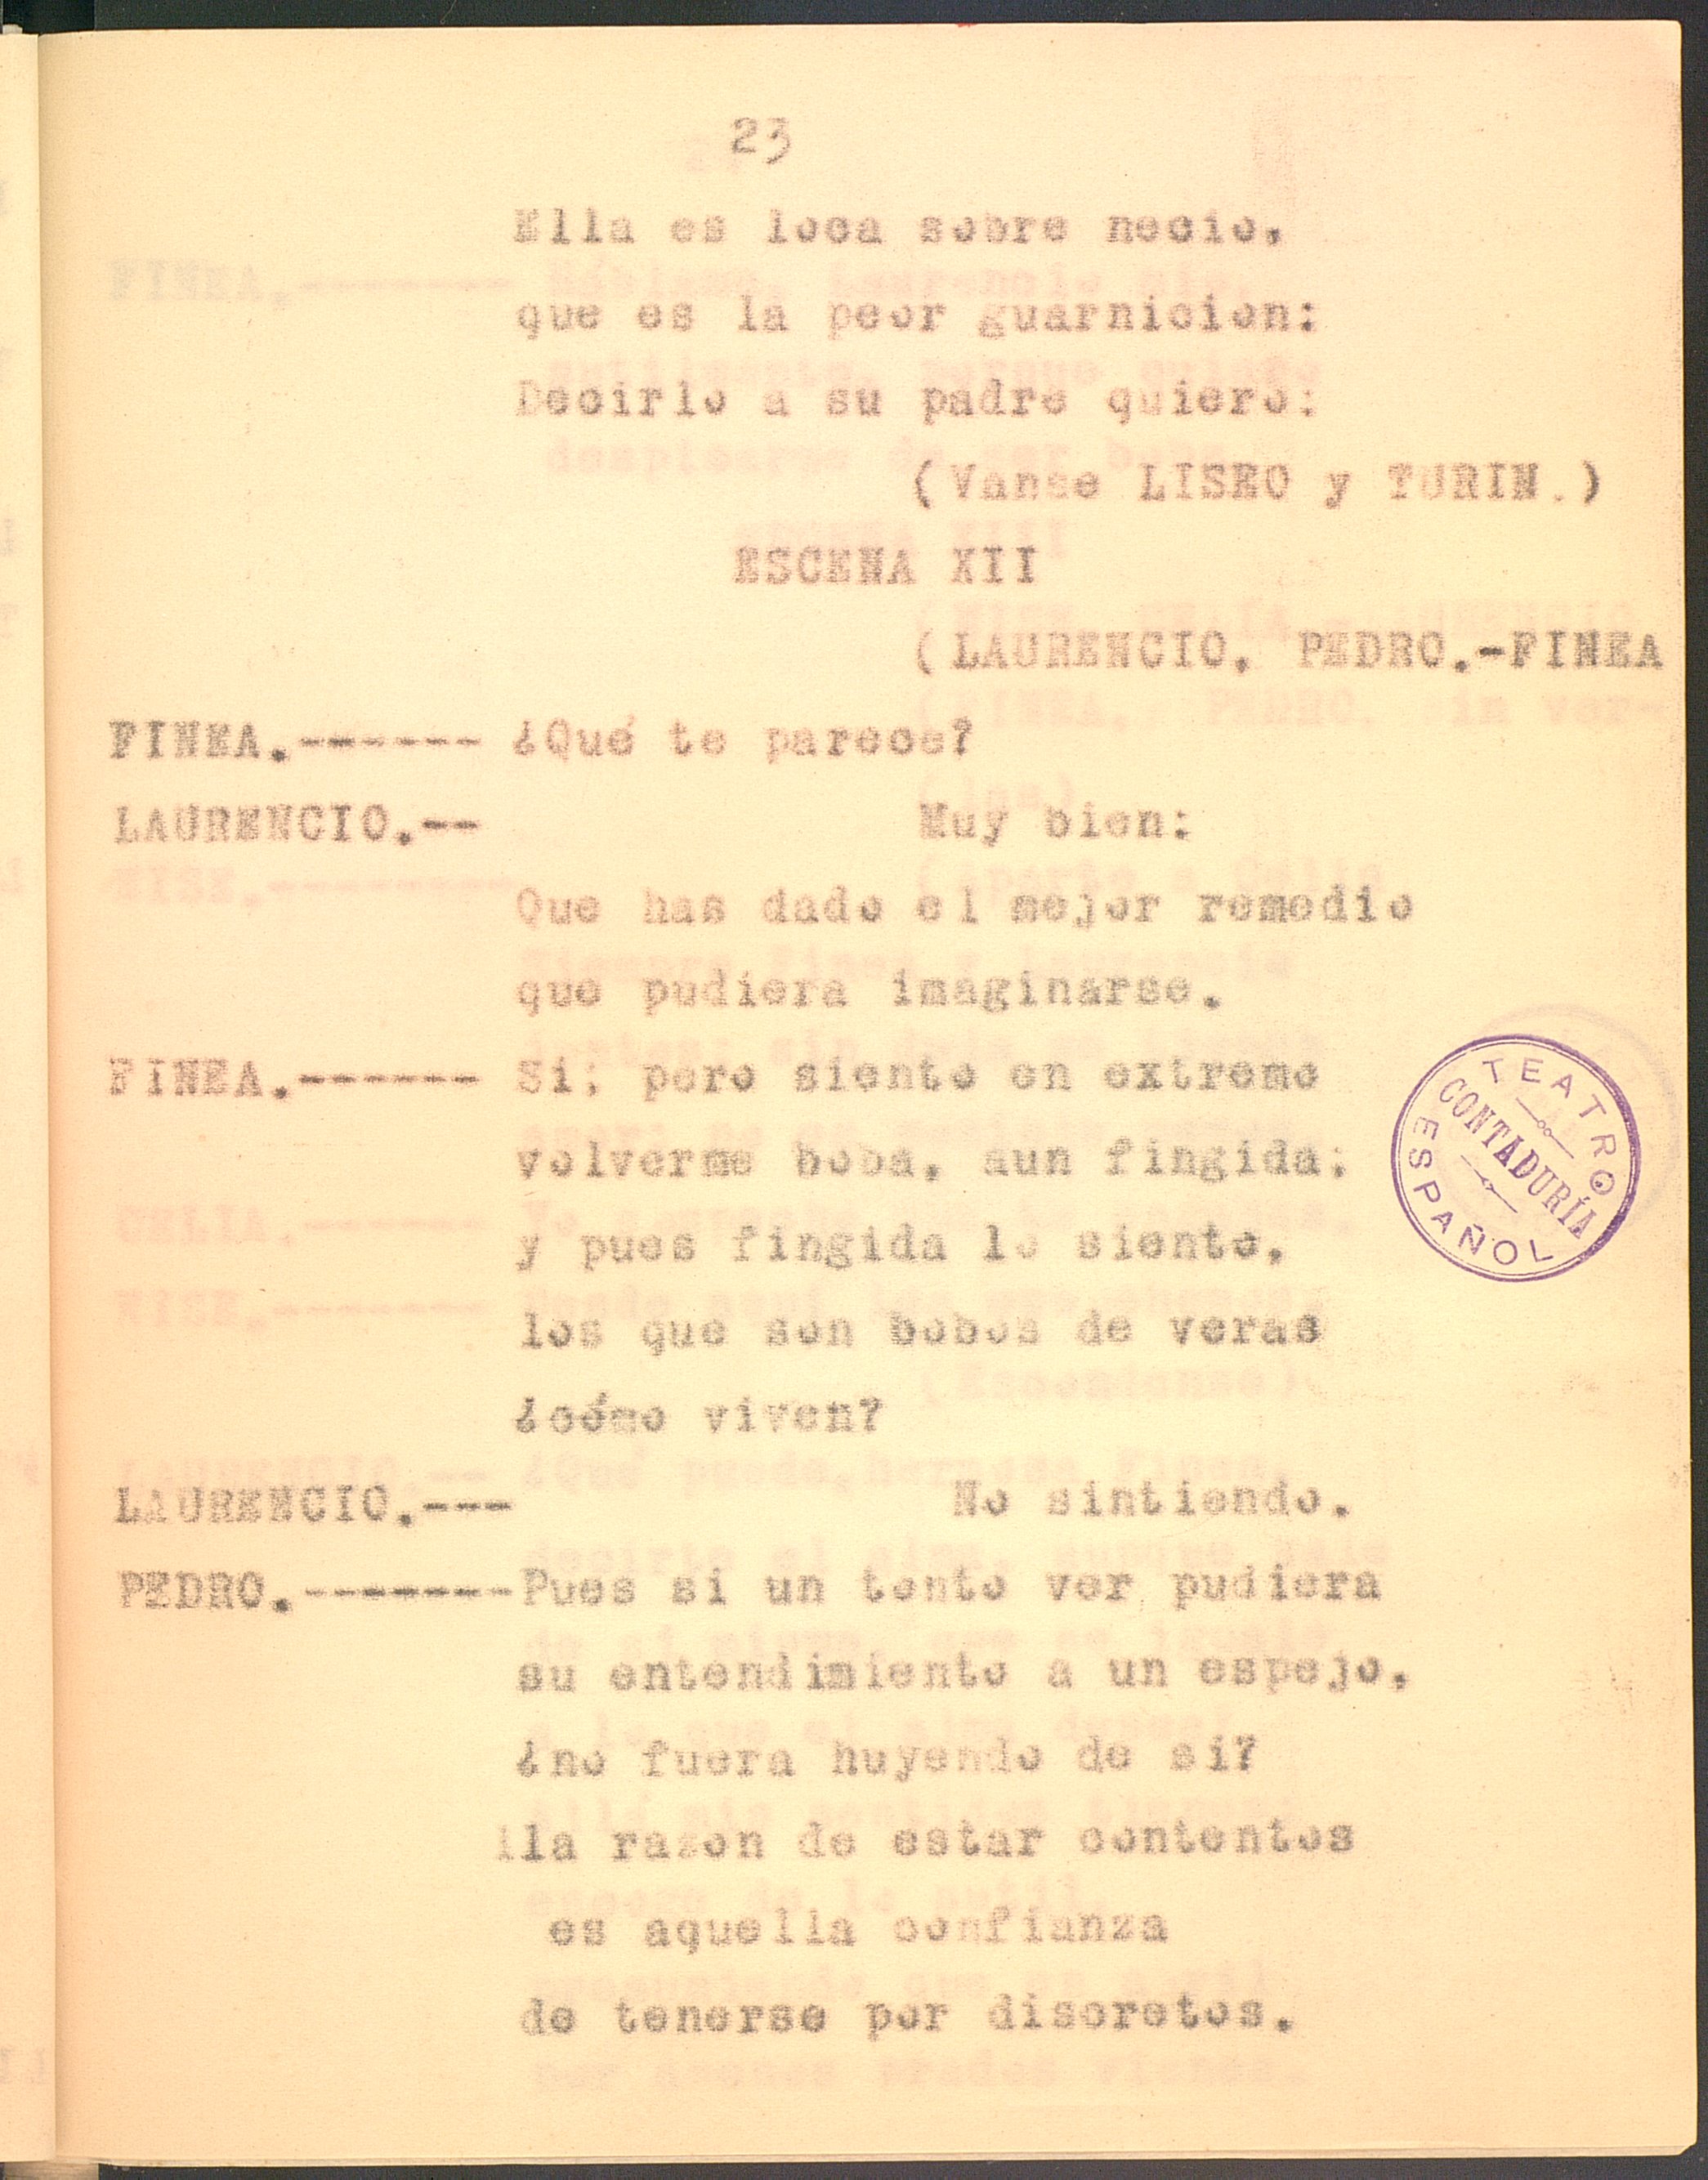 23
Ella es loca sobre necio,
que es la peor guarnicion:
Decirlo a su padre quiero:
(Vanse LISEO y TURIN.)
ESCENA XII
(LAURENCIO, PEDRO.-FINEA
FINEA.------ ¿Qué te parece?
LAURENCIO.-- Muy bien:
Que has dado el mejor remedio
que pudiera imaginarse.
FINEA.------ Si; pero siento en extremo
volverme boba, aun fingida;
y pues fingida lo siento,
los que son bobos de veras
¿cómo viven?
LAURENCIO.--- No sintiendo.
PEDRO.-------Pues si un tonto ver pudiera
su entendimiento a un espejo,
¿no fuera huyendo de sí?
lla razon de estar contentos
es aquella confianza
de tenerse por discretos.
TEATRO ESPAÑOL
CONTADURÍA